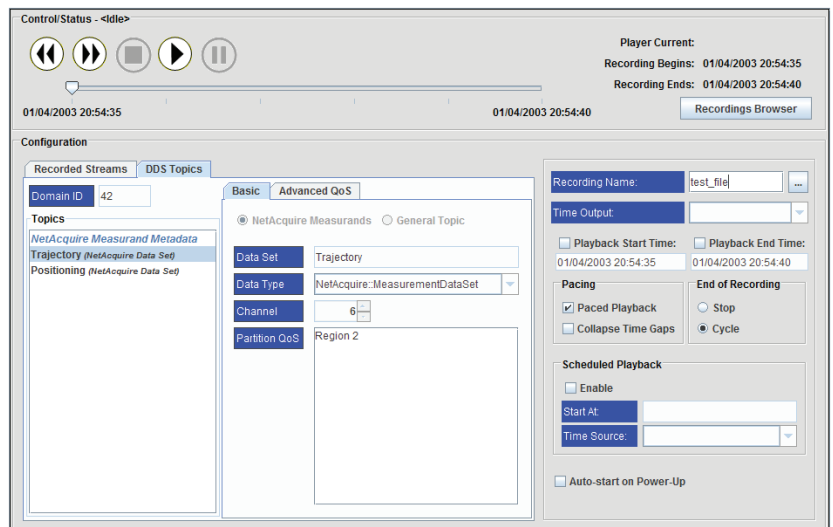 Control/Status - <Idle>
Player Current:
Recording Begins: 01/04/2003 20:54:35
Recording Ends: 01/04/2003 20:54:40
01/04/2003 20:54:35
01/04/2003 20:54:40
Recordings Browser
Configuration
Recorded Streams
DDS Topics
Domain ID
42
Topics
NetAcquire Measurand Metadata
Trajectory (NetAcquire Data Set)
Positioning (NetAcquire Data Set)
Basic
Advanced QoS
NetAcquire Measurands
General Topic
Data Set
Trajectory
Data Type
NetAcquire::MeasurementDataSet
Channel
6
Partition QoS
Region 2
Recording Name:
test_file
...
Time Output:
Playback Start Time:
Playback End Time:
01/04/2003 20:54:35
01/04/2003 20:54:40
Pacing
Paced Playback
Collapse Time Gaps
End of Recording
Stop
Cycle
Scheduled Playback
Enable
Start At:
Time Source:
Auto-start on Power-Up